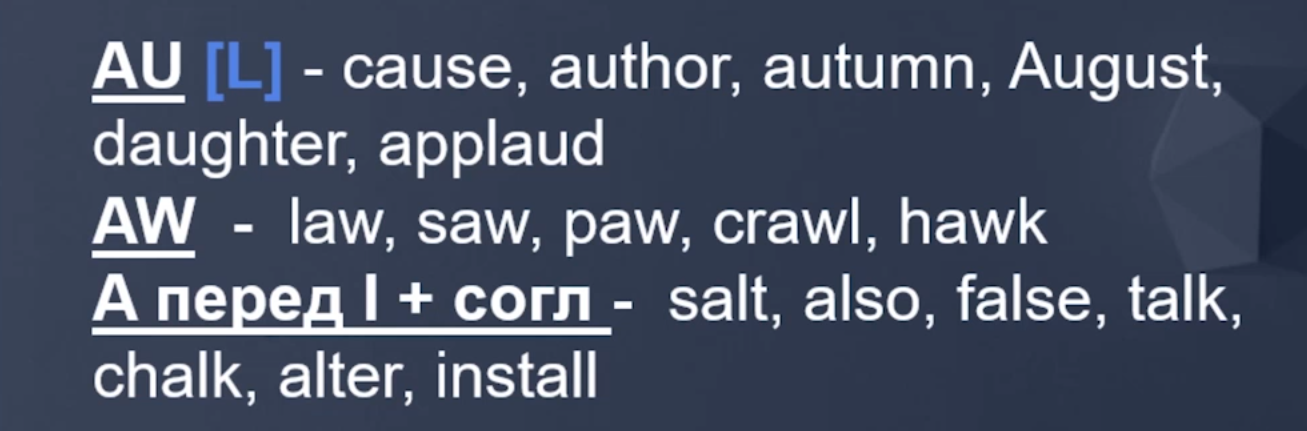 AU [L] - cause, author, autumn, August,
daughter, applaud
AW - law, saw, paw, crawl, hawk
А перед l + согл - salt, also, false, talk,
chalk, alter, install